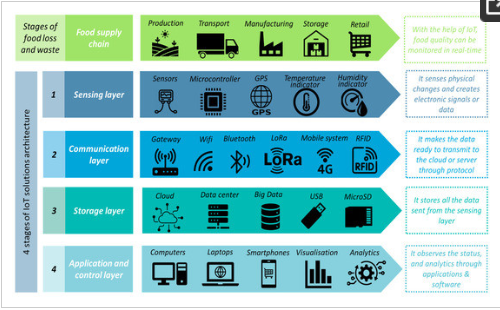 Stages of
food loss
and waste
Food supply
chain
Production
Transport
Manufacturing
Storage
Retail
With the help of IoT,
food quality can be
monitored in real-time
4 stages of IoT solutions architecture
1
Sensing layer
Sensors
Microcontroller
GPS
Temperature
indicator
Humidity
indicator
GPS
It senses physical
changes and creates
electronic signals or
data
2
Communication
layer
Gateway
Wifi
Bluetooth
LoRa
Mobile system
RFID
LoRa
4G
RFID
It makes the data
ready to transmit to
the cloud or server
through protocol
3
Storage layer
Cloud
Data center
Big Data
USB
MicroSD
It stores all the data
sent from the sensing
layer
4
Application and
control layer
Computers
Laptops
Smartphones
Visualisation
Analytics
It observes the status,
and analytics through
applications &
software